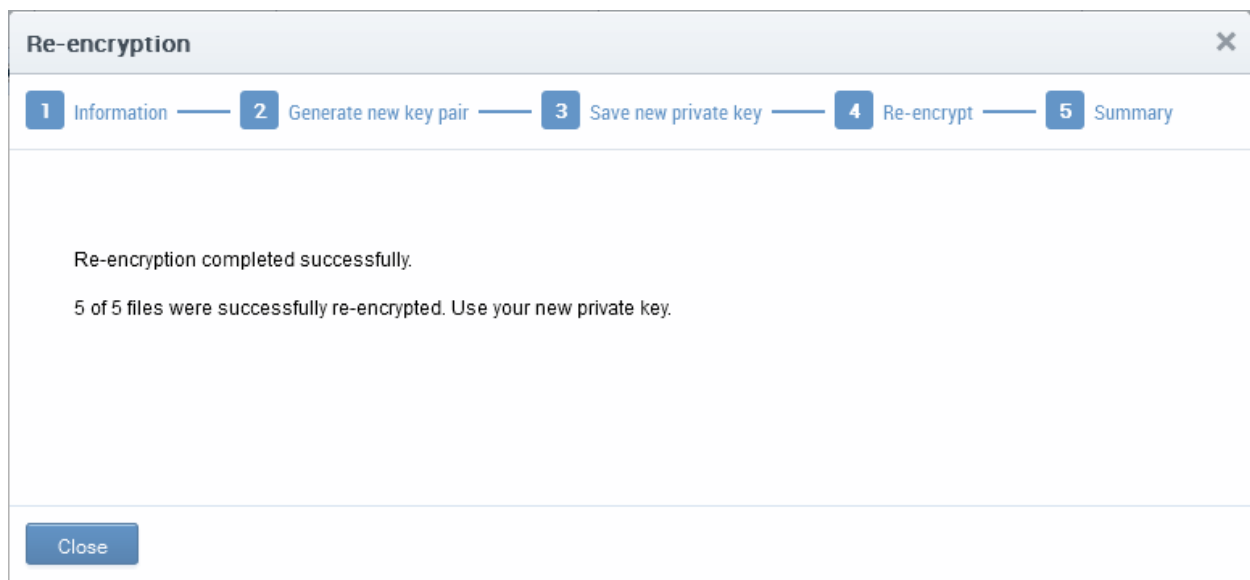 Re-encryption
1 Information 2 Generate new key pair 3 Save new private key 4 Re-encrypt 5 Summary
Re-encryption completed successfully.
5 of 5 files were successfully re-encrypted. Use your new private key.
Close